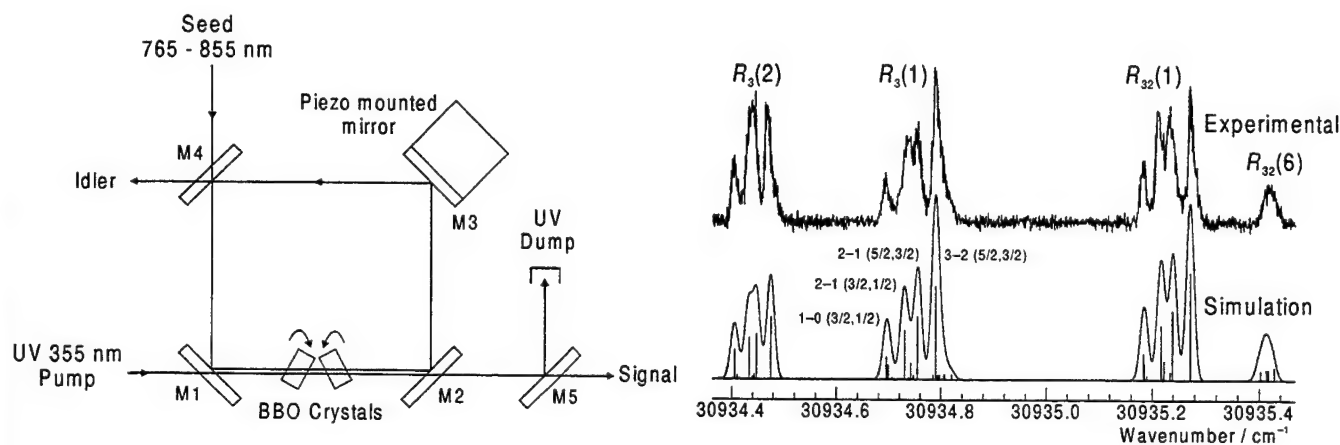 Seed
765 - 855 nm
Piezo mounted
mirror
M4
Idler
M3
UV
Dump
UV 355 nm
Pump
M1
BBO Crystals
M2
M5
Signal
R₃(2)
R₃(1)
R₃₂(1)
Experimental
R₃₂(6)
2–1 (5/2,3/2)
3–2 (5/2,3/2)
2–1 (3/2,1/2)
1–0 (3/2,1/2)
Simulation
30934.4
30934.6
30934.8
30935.0
30935.2
30935.4
Wavenumber / cm⁻¹